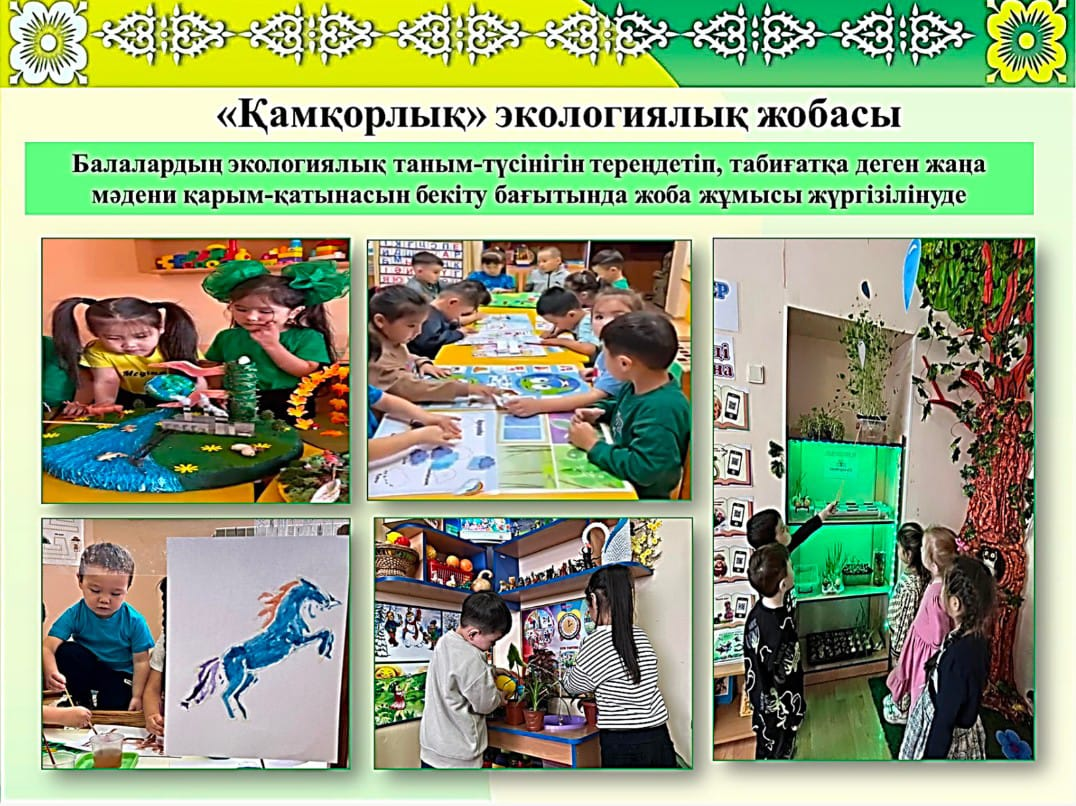 «Қамқорлық» экологиялық жобасы
Балалардың экологиялық таным-түсінігін тереңдетіп, табиғатқа деген жаңа
мәдени қарым-қатынасын бекіту бағытында жоба жұмысы жүргізілінуде